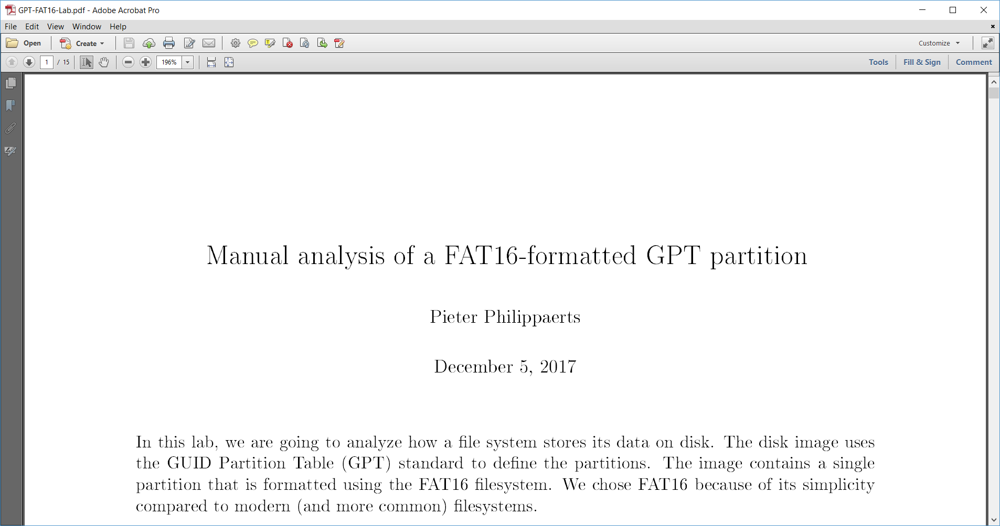 GPT-FAT16-Lab.pdf - Adobe Acrobat Pro
File Edit View Window Help
Open Create Customize
1 / 15 196% Tools Fill & Sign Comment
Manual analysis of a FAT16-formatted GPT partition
Pieter Philippaerts
December 5, 2017
In this lab, we are going to analyze how a file system stores its data on disk. The disk image uses
the GUID Partition Table (GPT) standard to define the partitions. The image contains a single
partition that is formatted using the FAT16 filesystem. We chose FAT16 because of its simplicity
compared to modern (and more common) filesystems.